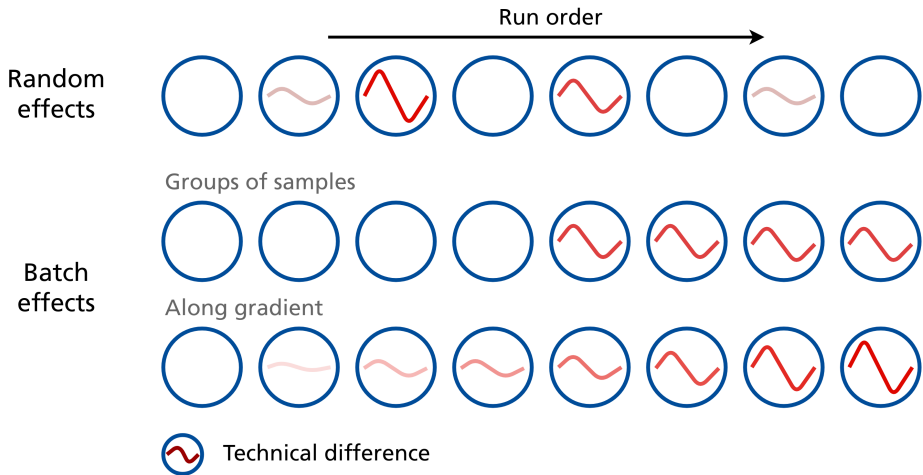 Run order
Random
effects
Groups of samples
Batch
effects
Along gradient
Technical difference